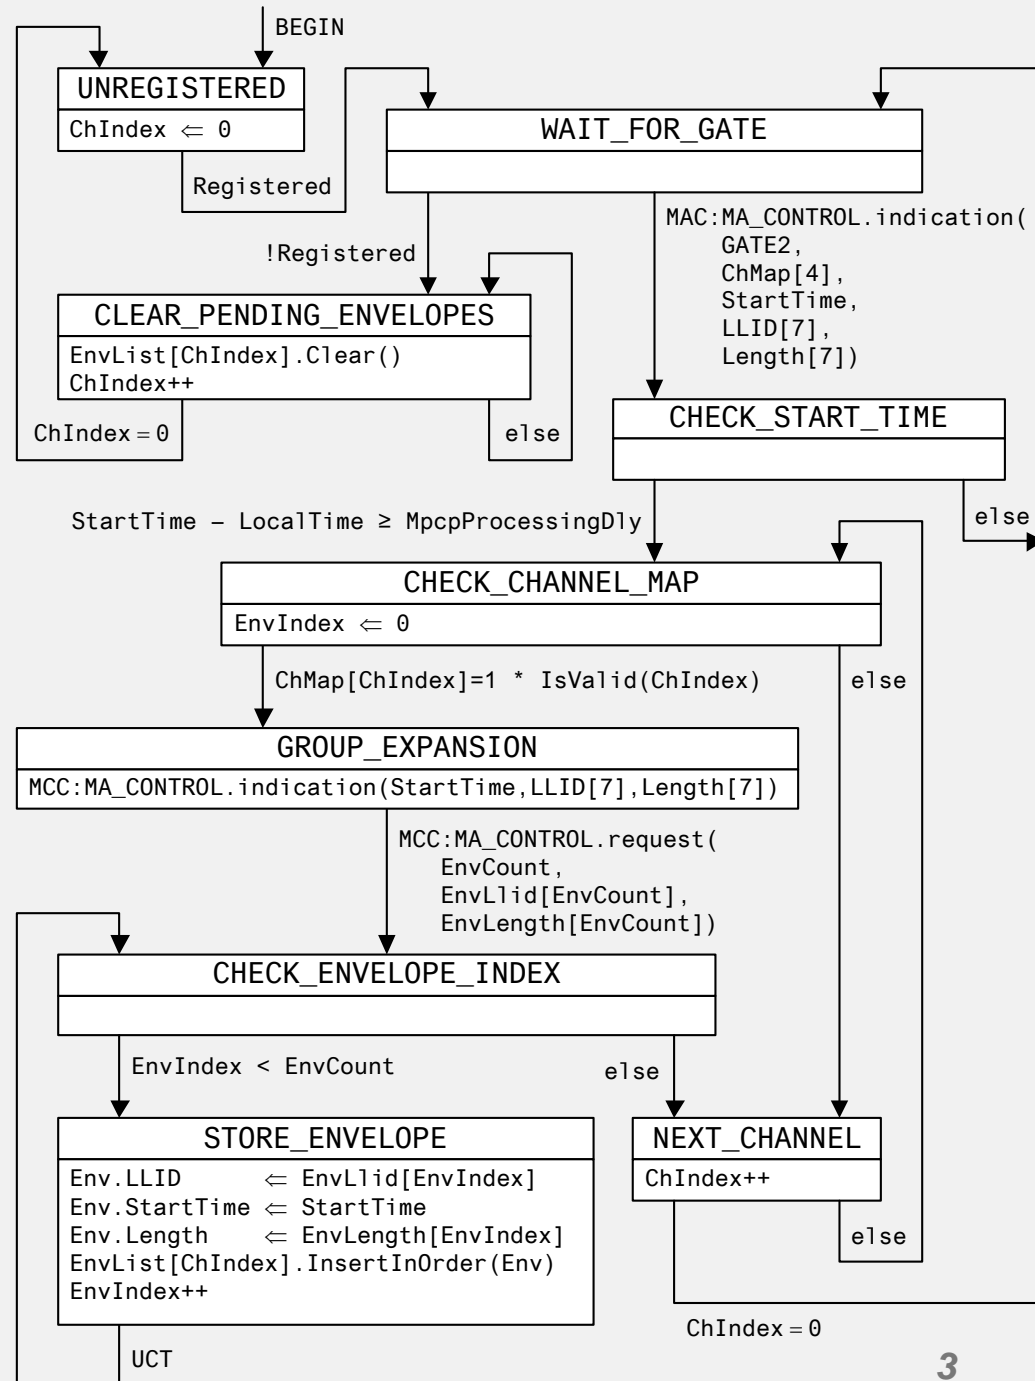 BEGIN
UNREGISTERED
ChIndex ⇐ 0
Registered
WAIT_FOR_GATE
!Registered
MAC:MA_CONTROL.indication(
GATE2,
ChMap[4],
StartTime,
LLID[7],
Length[7])
CLEAR_PENDING_ENVELOPES
EnvList[ChIndex].Clear()
ChIndex++
ChIndex = 0
else
CHECK_START_TIME
StartTime – LocalTime ≥ MpcpProcessingDly
else
CHECK_CHANNEL_MAP
EnvIndex ⇐ 0
ChMap[ChIndex]=1 * IsValid(ChIndex)
else
GROUP_EXPANSION
MCC:MA_CONTROL.indication(StartTime,LLID[7],Length[7])
MCC:MA_CONTROL.request(
EnvCount,
EnvLlid[EnvCount],
EnvLength[EnvCount])
CHECK_ENVELOPE_INDEX
EnvIndex < EnvCount
else
STORE_ENVELOPE
Env.LLID ⇐ EnvLlid[EnvIndex]
Env.StartTime ⇐ StartTime
Env.Length ⇐ EnvLength[EnvIndex]
EnvList[ChIndex].InsertInOrder(Env)
EnvIndex++
NEXT_CHANNEL
ChIndex++
else
ChIndex = 0
UCT
3